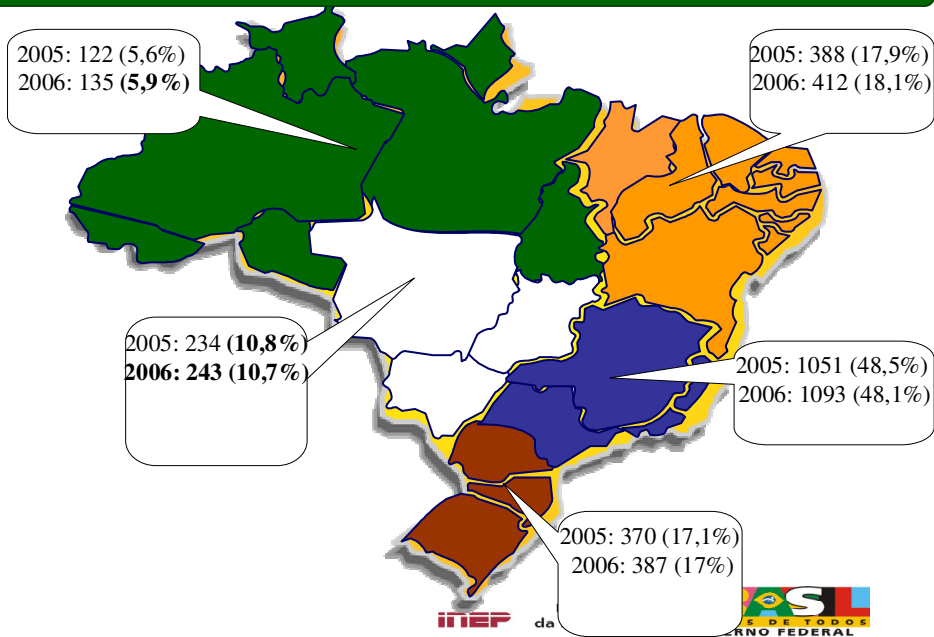 2005: 122 (5,6%)
2006: 135 (5,9%)
2005: 388 (17,9%)
2006: 412 (18,1%)
2005: 234 (10,8%)
2006: 243 (10,7%)
2005: 1051 (48,5%)
2006: 1093 (48,1%)
2005: 370 (17,1%)
2006: 387 (17%)
inep da
ASIL
S DE TODOS
ERNO FEDERAL